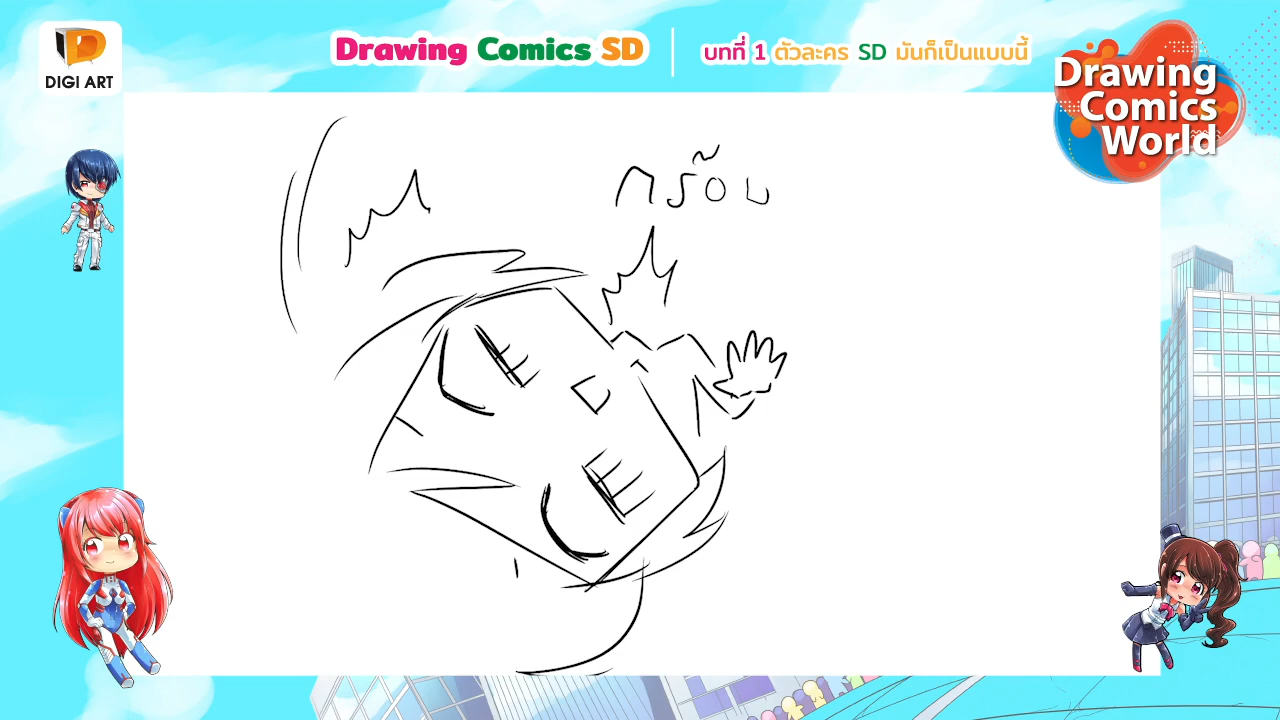 DIGI ART
Drawing Comics SD
บทที่ 1 ตัวละคร SD มันก็เป็นแบบนี้
Drawing
Comics
World
กร๊อบ